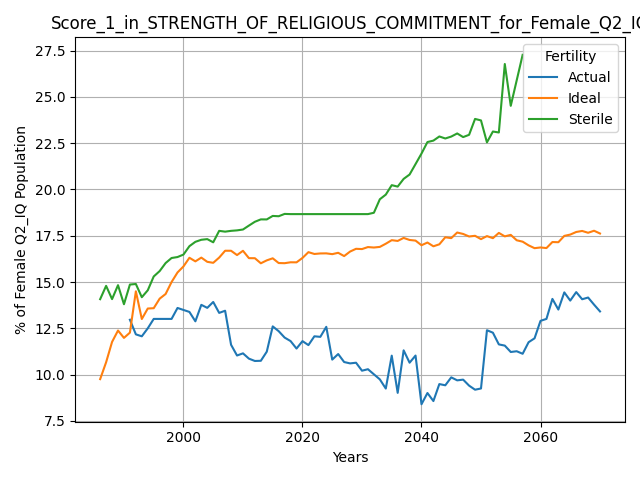 Score_1_in_STRENGTH_OF_RELIGIOUS_COMMITMENT_for_Female_Q2_IQ
27.5
25.0
22.5
20.0
17.5
15.0
12.5
10.0
7.5
% of Female Q2_IQ Population
Fertility
Actual
Ideal
Sterile
2000
2020
2040
2060
Years